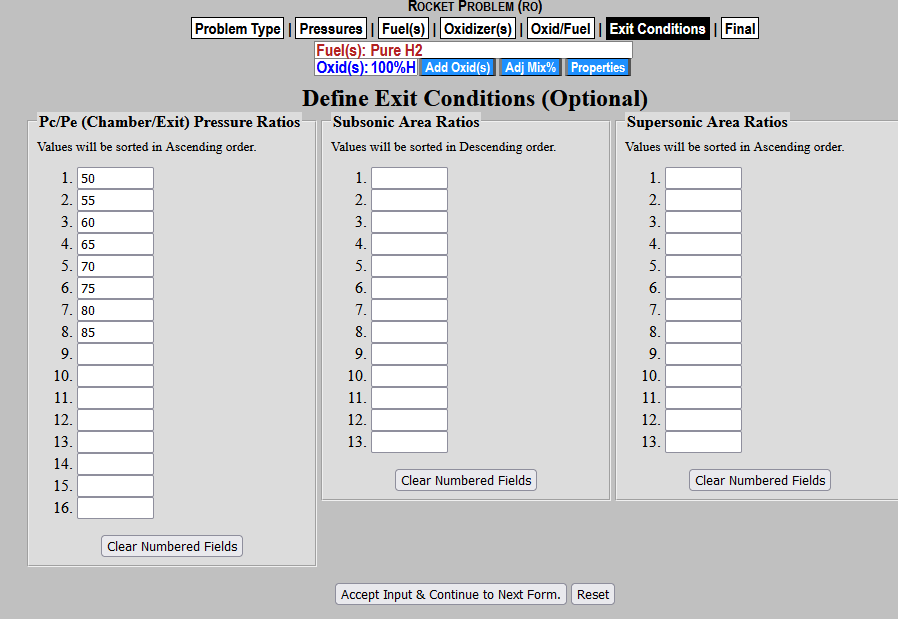 ROCKET PROBLEM (RO)
Problem Type | Pressures | Fuel(s) | Oxidizer(s) | Oxid/Fuel | Exit Conditions | Final
Fuel(s): Pure H2
Oxid(s): 100%H Add Oxid(s) Adj Mix% Properties
Define Exit Conditions (Optional)
Pc/Pe (Chamber/Exit) Pressure Ratios
Values will be sorted in Ascending order.
1. 50
2. 55
3. 60
4. 65
5. 70
6. 75
7. 80
8. 85
9.
10.
11.
12.
13.
14.
15.
16.
Clear Numbered Fields
Subsonic Area Ratios
Values will be sorted in Descending order.
1.
2.
3.
4.
5.
6.
7.
8.
9.
10.
11.
12.
13.
Clear Numbered Fields
Supersonic Area Ratios
Values will be sorted in Ascending order.
1.
2.
3.
4.
5.
6.
7.
8.
9.
10.
11.
12.
13.
Clear Numbered Fields
Accept Input & Continue to Next Form. Reset